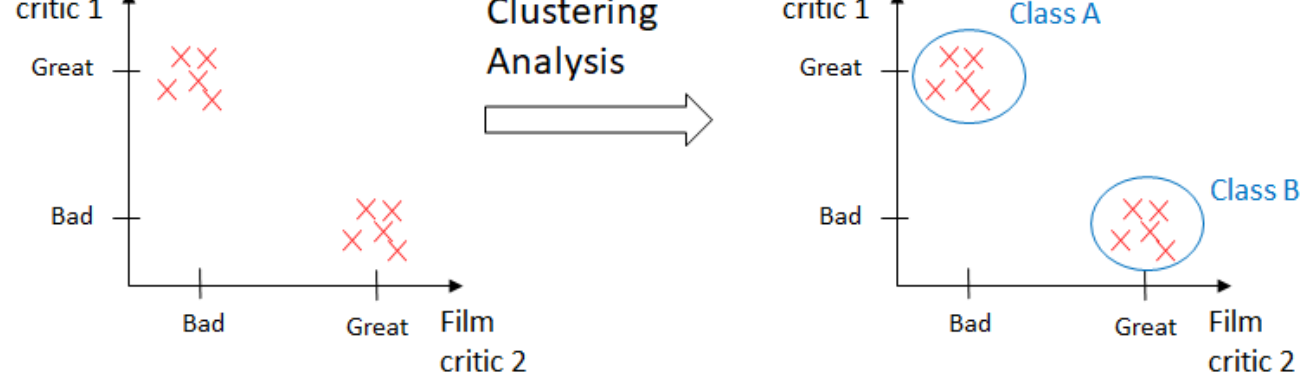 critic 1
Great
Bad
Bad
Great
Film
critic 2
Clustering
Analysis
critic 1
Class A
Great
Class B
Bad
Bad
Great
Film
critic 2